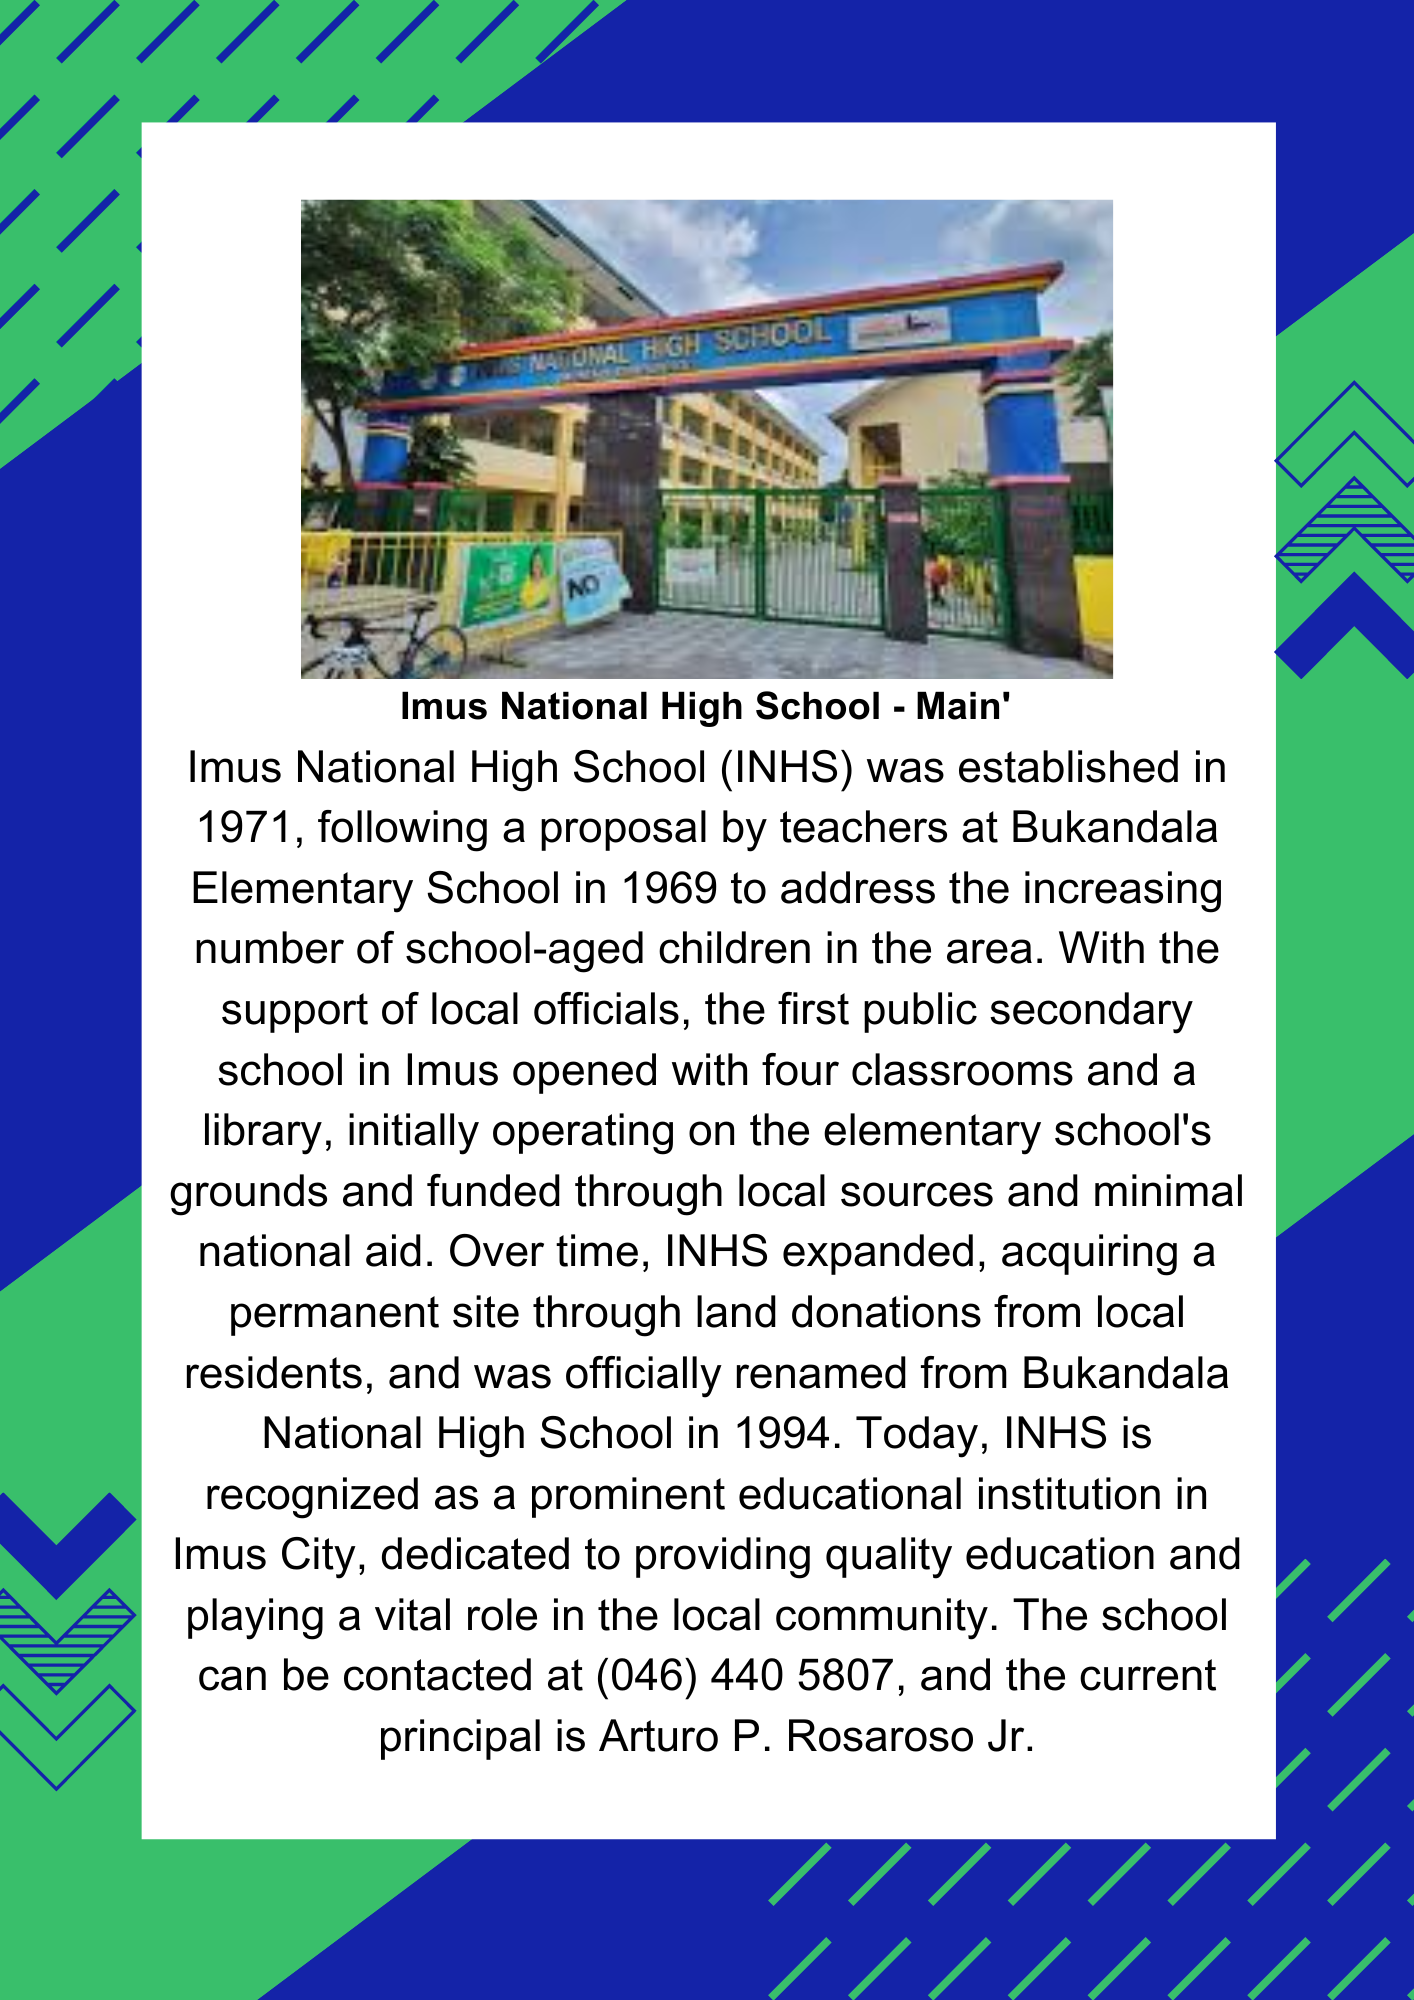 NATIONAL HIGH SCHOOL
NO
Imus National High School - Main'
Imus National High School (INHS) was established in
1971, following a proposal by teachers at Bukandala
Elementary School in 1969 to address the increasing
number of school-aged children in the area. With the
support of local officials, the first public secondary
school in Imus opened with four classrooms and a
library, initially operating on the elementary school's
grounds and funded through local sources and minimal
national aid. Over time, INHS expanded, acquiring a
permanent site through land donations from local
residents, and was officially renamed from Bukandala
National High School in 1994. Today, INHS is
recognized as a prominent educational institution in
Imus City, dedicated to providing quality education and
playing a vital role in the local community. The school
can be contacted at (046) 440 5807, and the current
principal is Arturo P. Rosaroso Jr.